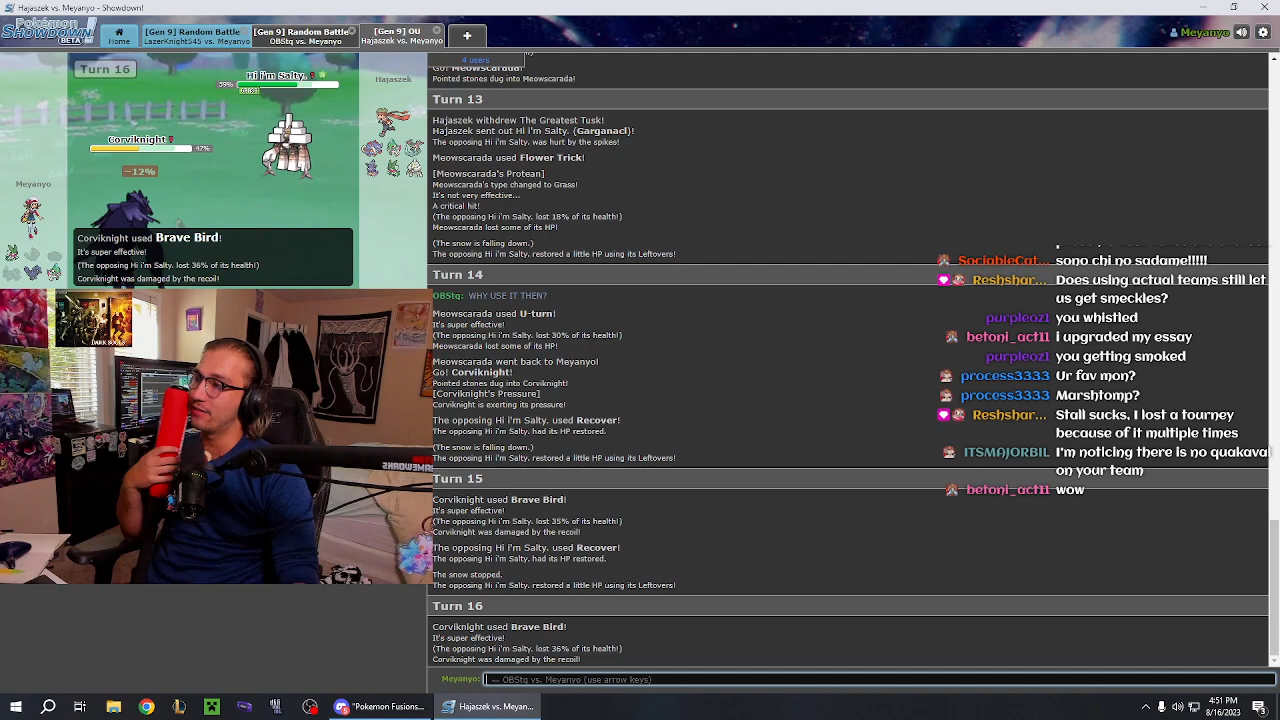 Hajaszek vs. Meyanyo - Showdown!
Hajaszek vs. Meyanyo - Showdown!
Pokémon
SHOWDOWN!
BETA
Home
[Gen 9] Random Battle
LazerKnight545 vs. Meyanyo
[Gen 9] Random Battle
OBStq vs. Meyanyo
[Gen 9] OU
Hajaszek vs. Meyanyo
+
Meyanyo
Turn 16
Hi i'm Salty.
59%
Hajaszek
Corviknight
47%
−12%
Meyanyo
Corviknight used Brave Bird!
It's super effective!
(The opposing Hi i'm Salty. lost 36% of its health!)
Corviknight was damaged by the recoil!
DARK SOULS
4 users
Go! Meowscarada!
Pointed stones dug into Meowscarada!
Turn 13
Hajaszek withdrew The Greatest Tusk!
Hajaszek sent out Hi i'm Salty. (Garganacl)!
The opposing Hi i'm Salty. was hurt by the spikes!
Meowscarada used Flower Trick!
[Meowscarada's Protean]
Meowscarada's type changed to Grass!
It's not very effective...
A critical hit!
(The opposing Hi i'm Salty. lost 18% of its health!)
Meowscarada lost some of its HP!
(The snow is falling down.)
The opposing Hi i'm Salty. restored a little HP using its Leftovers!
Turn 14
OBStq: WHY USE IT THEN?
Meowscarada used U-turn!
It's super effective!
(The opposing Hi i'm Salty. lost 30% of its health!)
Meowscarada lost some of its HP!
Meowscarada went back to Meyanyo!
Go! Corviknight!
Pointed stones dug into Corviknight!
[Corviknight's Pressure]
Corviknight is exerting its pressure!
The opposing Hi i'm Salty. used Recover!
The opposing Hi i'm Salty. had its HP restored.
(The snow is falling down.)
The opposing Hi i'm Salty. restored a little HP using its Leftovers!
Turn 15
Corviknight used Brave Bird!
It's super effective!
(The opposing Hi i'm Salty. lost 35% of its health!)
Corviknight was damaged by the recoil!
The opposing Hi i'm Salty. used Recover!
The opposing Hi i'm Salty. had its HP restored.
The snow stopped.
The opposing Hi i'm Salty. restored a little HP using its Leftovers!
Turn 16
Corviknight used Brave Bird!
It's super effective!
(The opposing Hi i'm Salty. lost 36% of its health!)
Corviknight was damaged by the recoil!
Meyanyo: OBStq vs. Meyanyo (use arrow keys)
SociableCat... sono chi no sadame!!!!!
Reshshar... Does using actual teams still let
us get smeckles?
purpleoz1 you whistled
betoni_act11 i upgraded my essay
purpleoz1 you getting smoked
process3333 Ur fav mon?
process3333 Marshtomp?
Reshshar... Stall sucks, I lost a tourney
because of it multiple times
ITSMAJORBIL I'm noticing there is no quakaval
on your team
betoni_act11 wow
"Pokemon Fusions...
Hajaszek vs. Meyan...
4:51 PM
8/16/2023